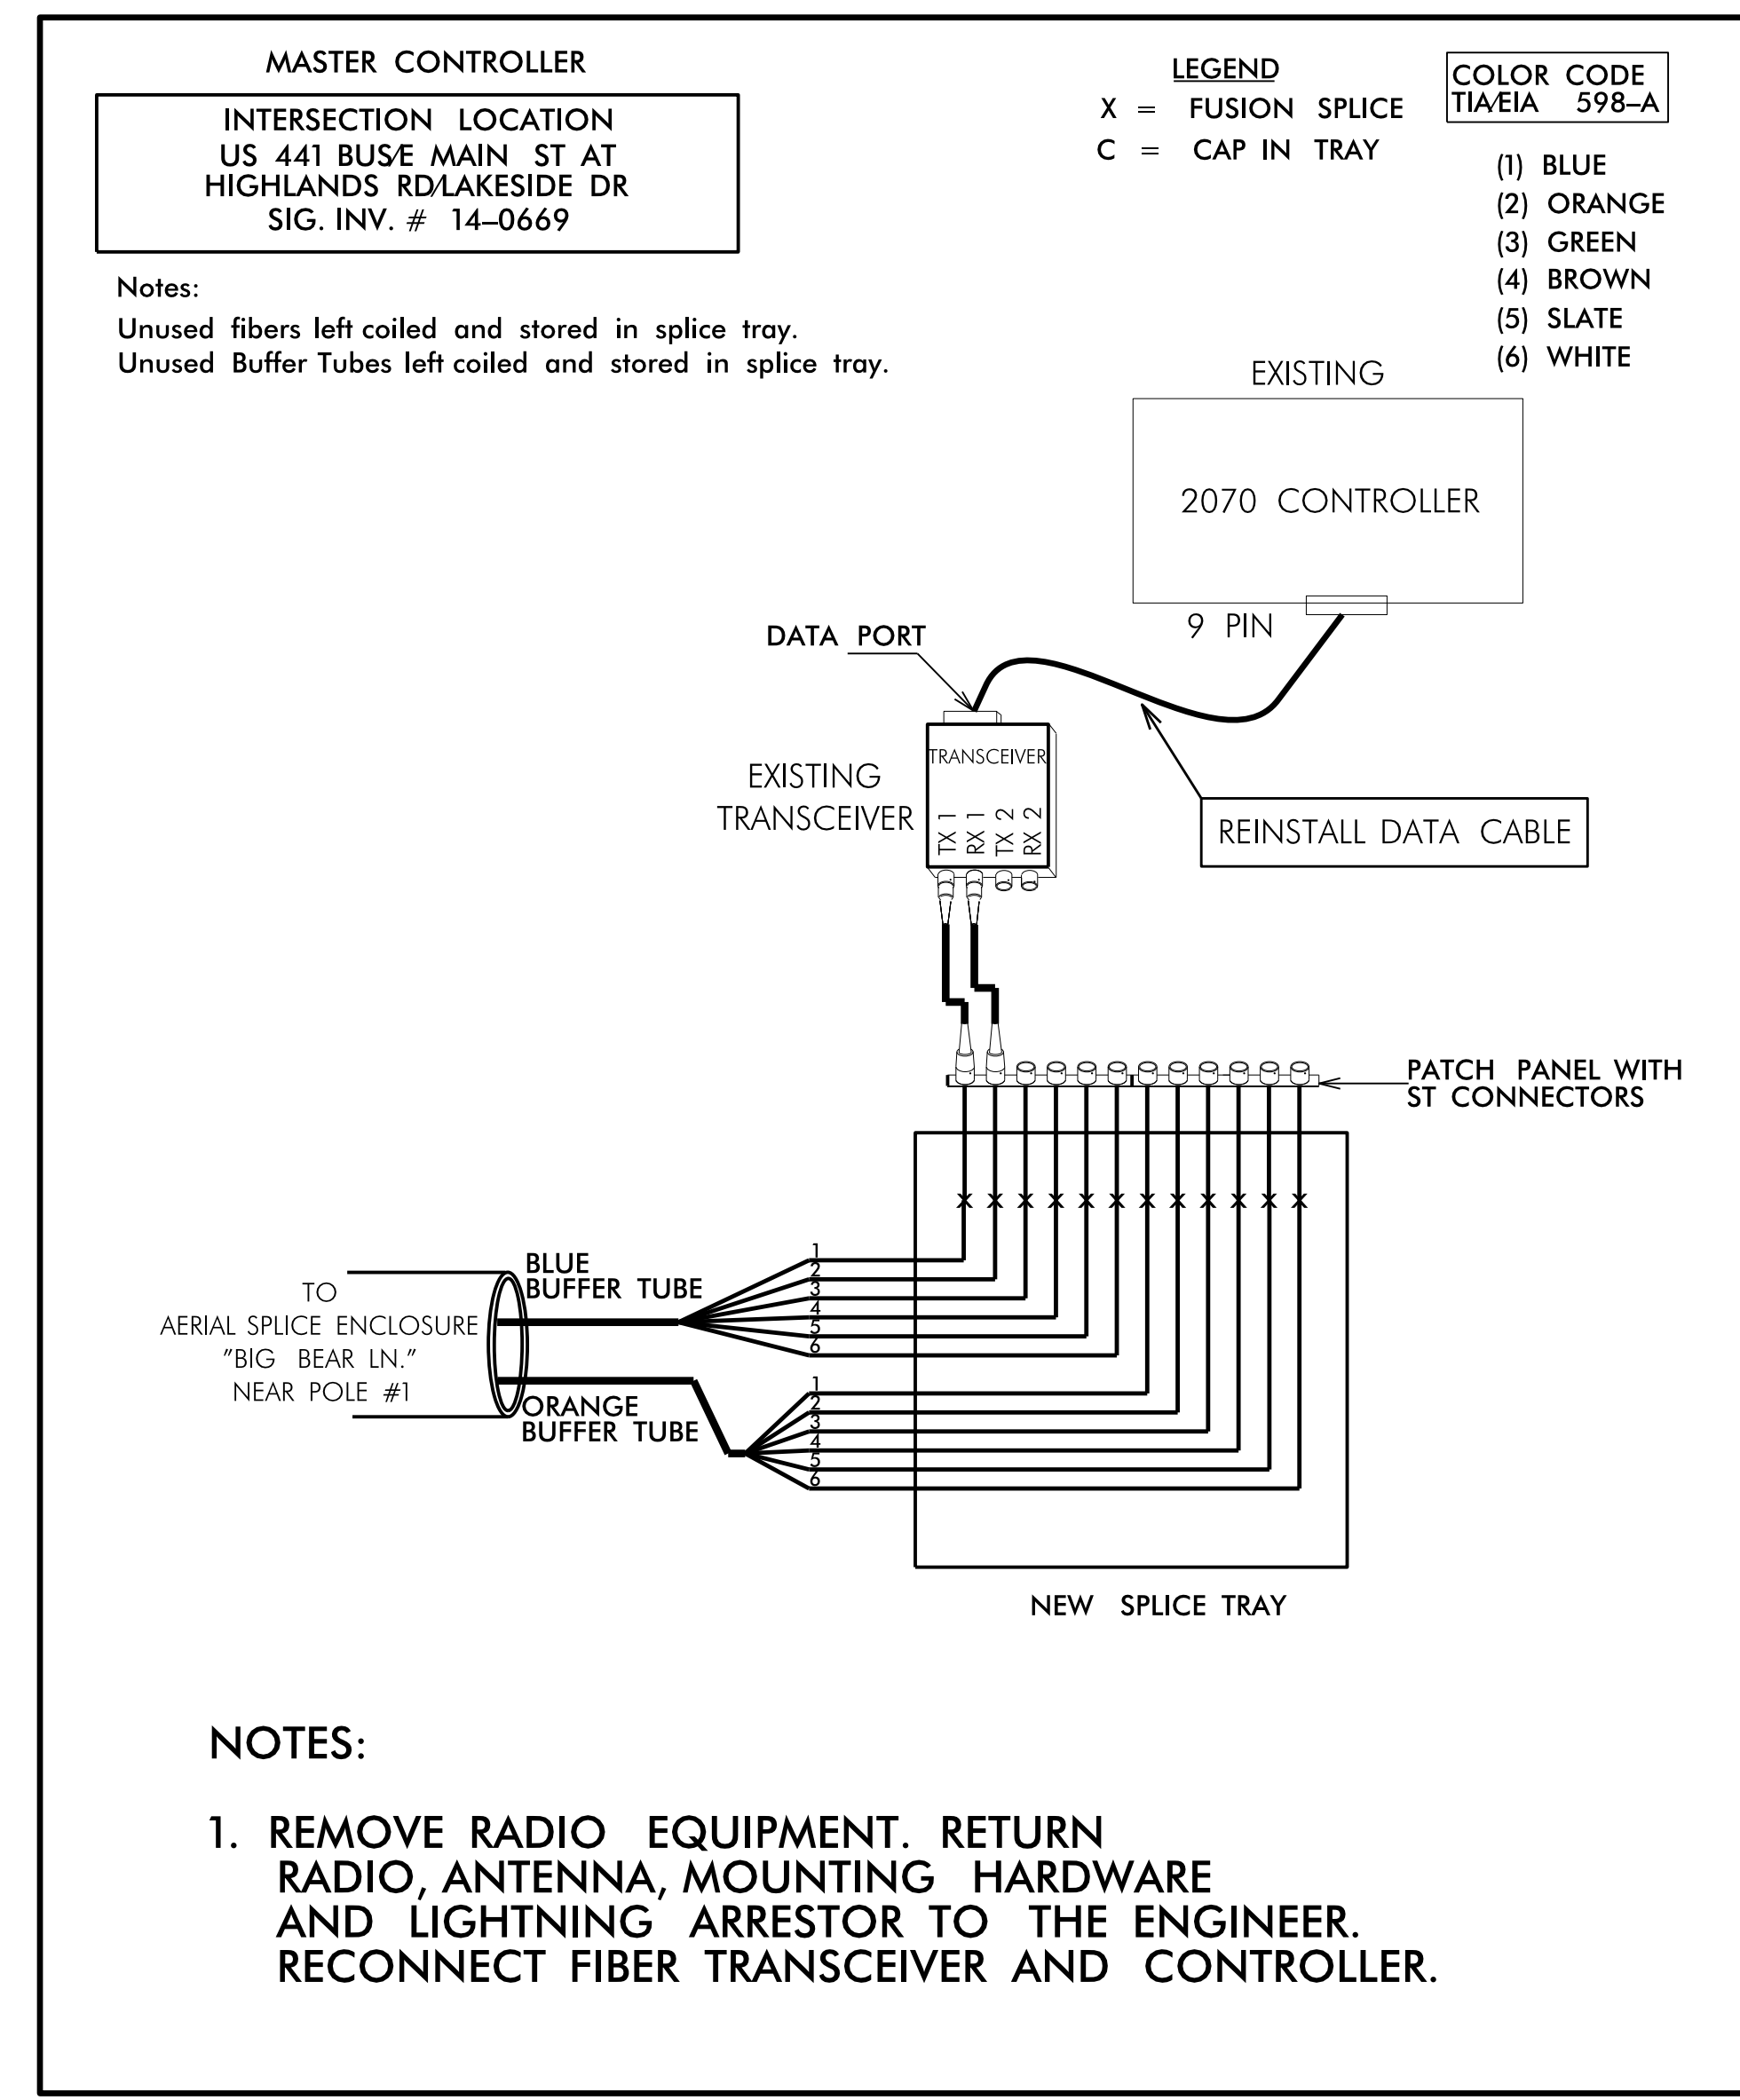 MASTER CONTROLLER
INTERSECTION LOCATION
US 441 BUS/E MAIN ST AT
HIGHLANDS RD/LAKESIDE DR
SIG. INV. # 14-0669
Notes:
Unused fibers left coiled and stored in splice tray.
Unused Buffer Tubes left coiled and stored in splice tray.
LEGEND
X = FUSION SPLICE
C = CAP IN TRAY
COLOR CODE
TIA/EIA 598-A
(1) BLUE
(2) ORANGE
(3) GREEN
(4) BROWN
(5) SLATE
(6) WHITE
EXISTING
2070 CONTROLLER
9 PIN
DATA PORT
TRANSCEIVER
EXISTING
TRANSCEIVER
TX 1
RX 1
TX 2
RX 2
REINSTALL DATA CABLE
PATCH PANEL WITH
ST CONNECTORS
X X X X X X X X X X X X
BLUE
BUFFER TUBE
1
2
3
4
5
6
TO
AERIAL SPLICE ENCLOSURE
"BIG BEAR LN."
NEAR POLE #1
ORANGE
BUFFER TUBE
1
2
3
4
5
6
NEW SPLICE TRAY
NOTES:
1. REMOVE RADIO EQUIPMENT. RETURN
RADIO, ANTENNA, MOUNTING HARDWARE
AND LIGHTNING ARRESTOR TO THE ENGINEER.
RECONNECT FIBER TRANSCEIVER AND CONTROLLER.